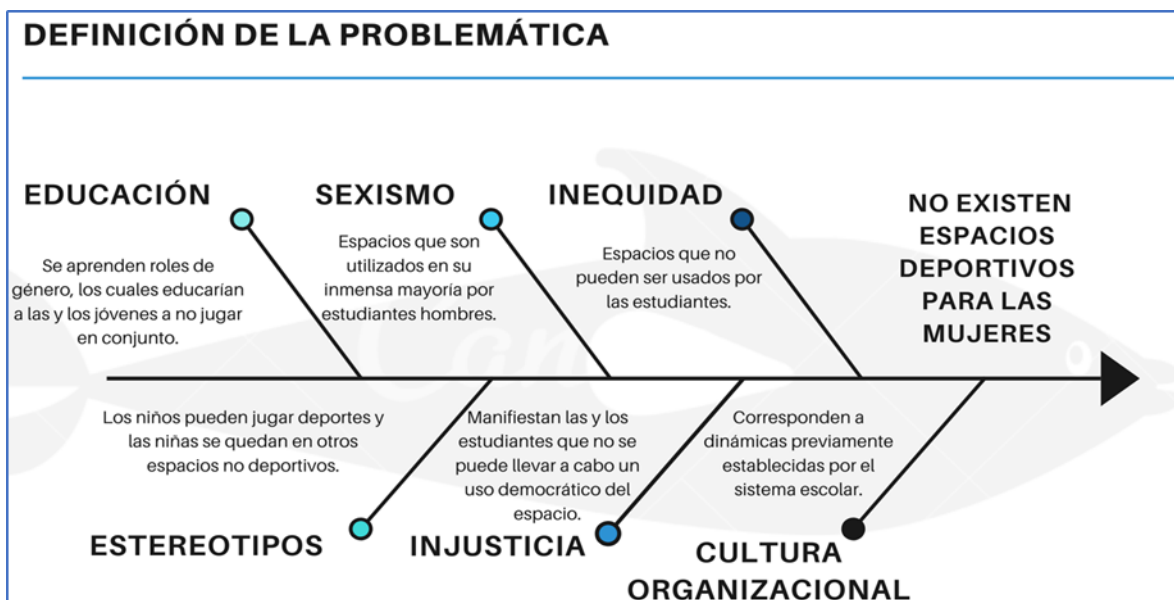 DEFINICIÓN DE LA PROBLEMÁTICA
EDUCACIÓN
Se aprenden roles de
género, los cuales educarían
a las y los jóvenes a no jugar
en conjunto.
SEXISMO
Espacios que son
utilizados en su
inmensa mayoría por
estudiantes hombres.
INEQUIDAD
Espacios que no
pueden ser usados por
las estudiantes.
NO EXISTEN
ESPACIOS
DEPORTIVOS
PARA LAS
MUJERES
Los niños pueden jugar deportes y
las niñas se quedan en otros
espacios no deportivos.
ESTEREOTIPOS
Manifiestan las y los
estudiantes que no se
puede llevar a cabo un
uso democrático del
espacio.
INJUSTICIA
Corresponden a
dinámicas previamente
establecidas por el
sistema escolar.
CULTURA
ORGANIZACIONAL